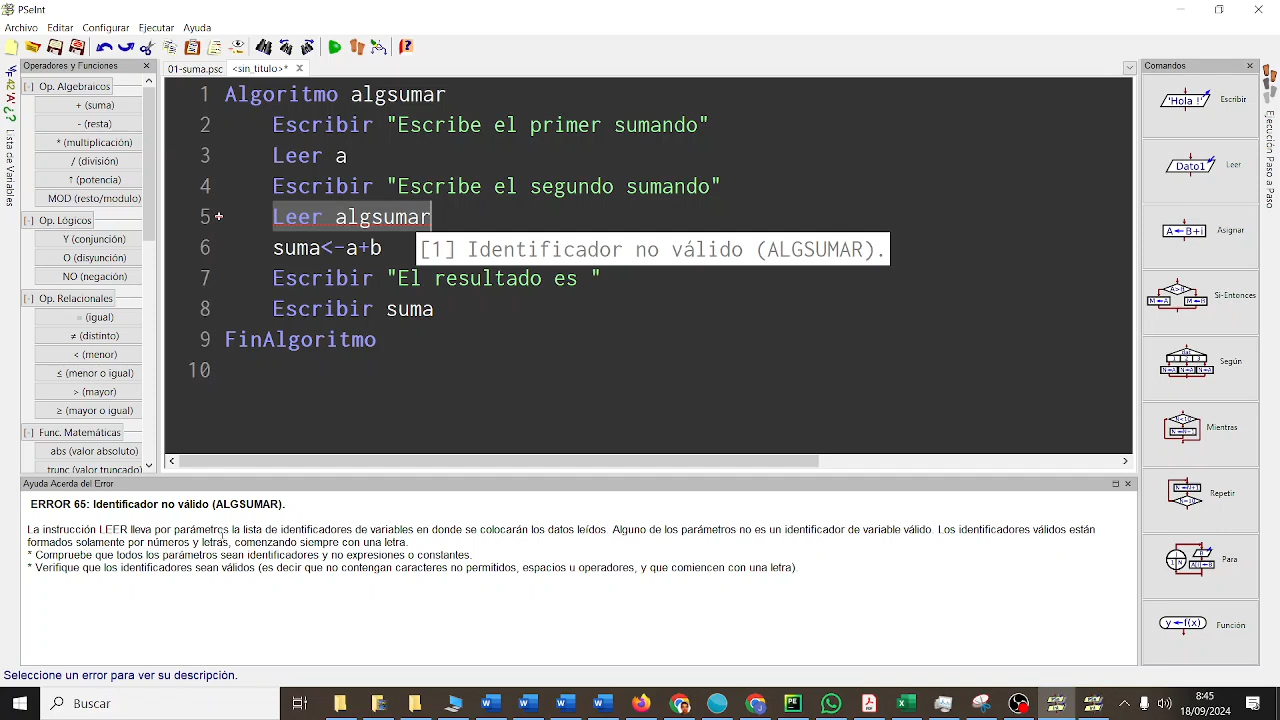 PSeInt
Archivo Editar Configurar Ejecutar Ayuda
Operadores y Funciones
01-suma.psc
<sin_titulo>*
Comandos
Lista de Variables
[-] Op. Algebraicos
+ (suma)
- (resta)
* (multiplicación)
/ (división)
↑ (potencia)
MOD (resto/modulo)
[-] Op. Lógicos
Y (conjunción)
O (disyunción)
NO (negación)
[-] Op. Relacionales
= (igual)
≠ (distinto)
< (menor)
≤ (menor o igual)
> (mayor)
≥ (mayor o igual)
[-] Func. Matemáticas
abs (valor absoluto)
trunc (valor truncado)
1 Algoritmo algsumar
2 Escribir "Escribe el primer sumando"
3 Leer a
4 Escribir "Escribe el segundo sumando"
5 Leer algsumar
6 suma<-a+b
[1] Identificador no válido (ALGSUMAR).
7 Escribir "El resultado es "
8 Escribir suma
9 FinAlgoritmo
10
'Hola !' Escribir
Dato1 Leer
A←B+i Asignar
Si-Entonces
Según
Mientras
Repetir
Para
y←f(x) Función
Ejecución Paso a Paso
Ayuda Acerda del Error
ERROR 65: Identificador no válido (ALGSUMAR).
La instrucción LEER lleva por parámetros la lista de identificadores de variables en donde se colocarán los datos leídos. Alguno de los parámetros no es un identificador de variable válido. Los identificadores válidos están
formados solamente por números y letras, comenzando siempre con una letra.
* Compruebe que todos los parámetros sean identificadores y no expresiones o constantes.
* Verifique que los identificadores sean válidos (es decir que no contengan caracteres no permitidos, espacios u operadores, y que comiencen con una letra).
Seleccione un error para ver su descripción.
Buscar
8:45
18/09/2024